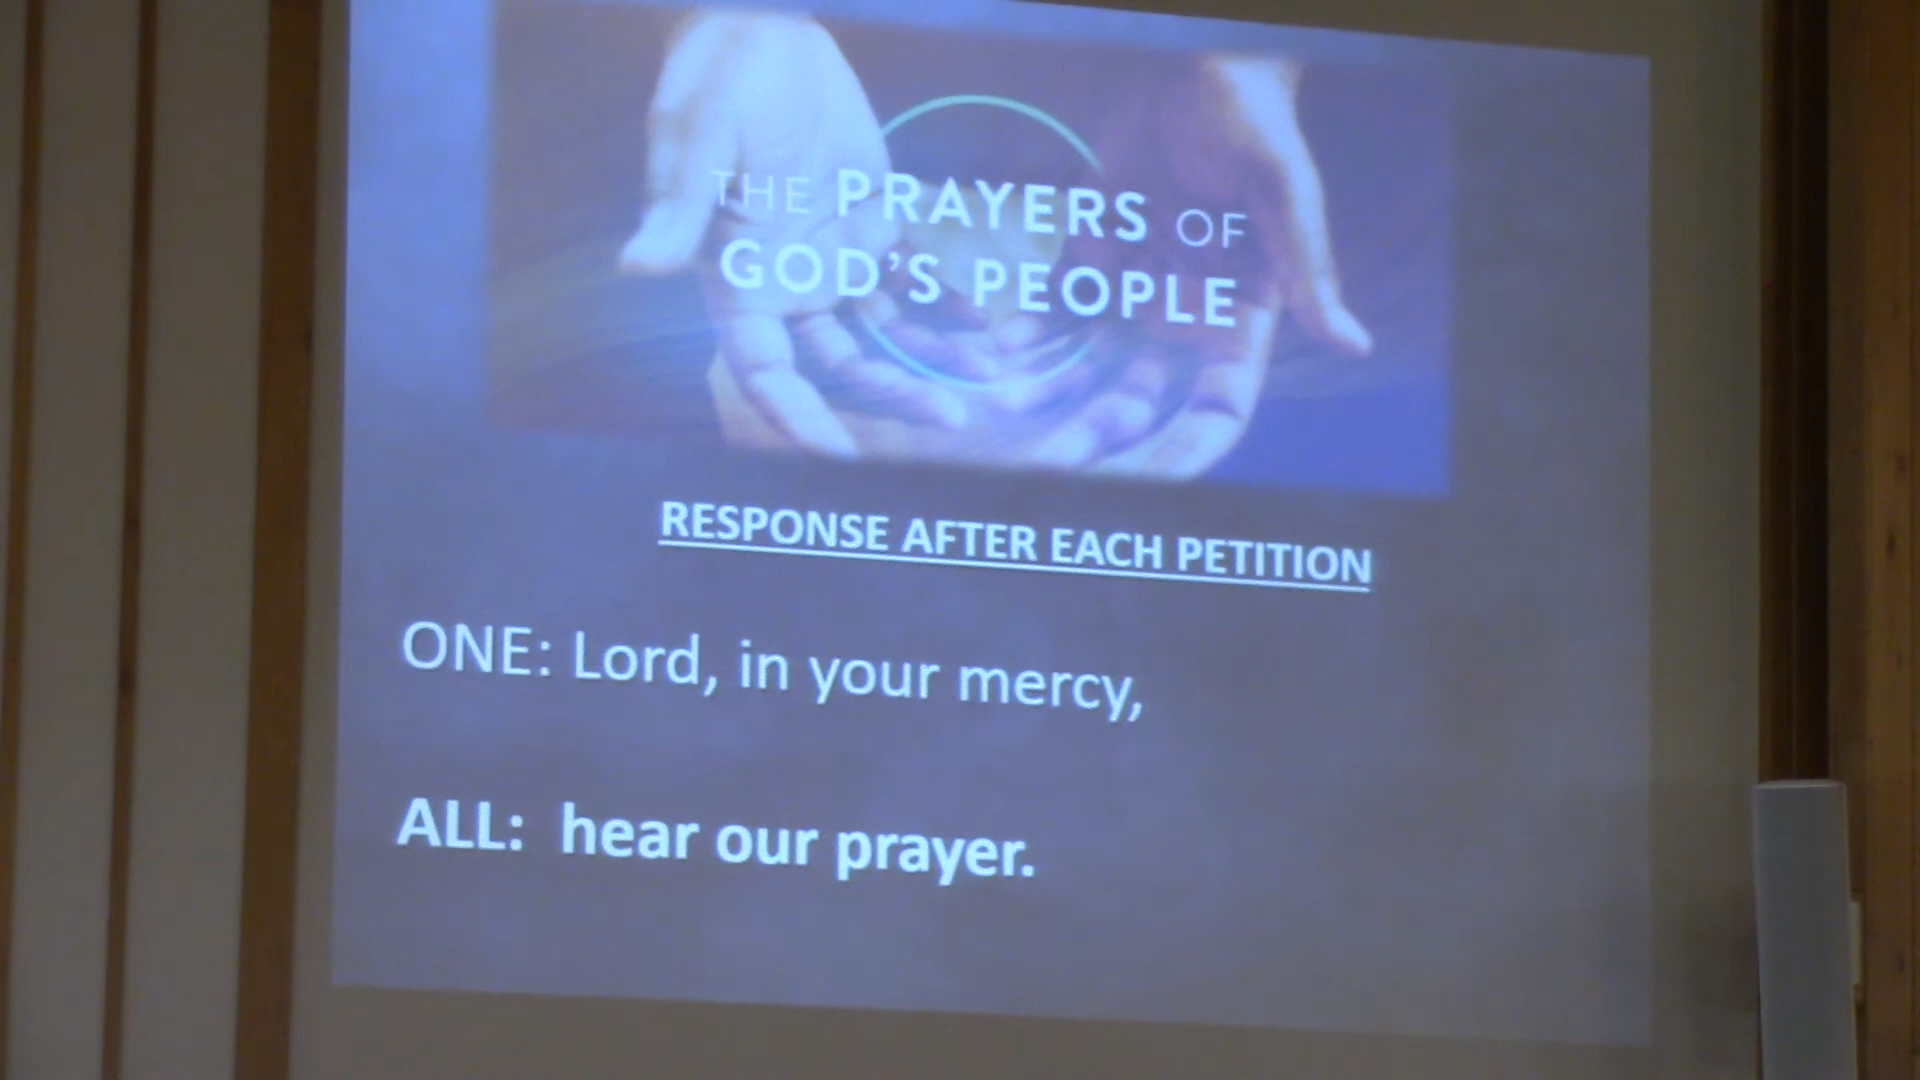 THE PRAYERS OF
GOD'S PEOPLE
RESPONSE AFTER EACH PETITION
ONE: Lord, in your mercy,
ALL: hear our prayer.